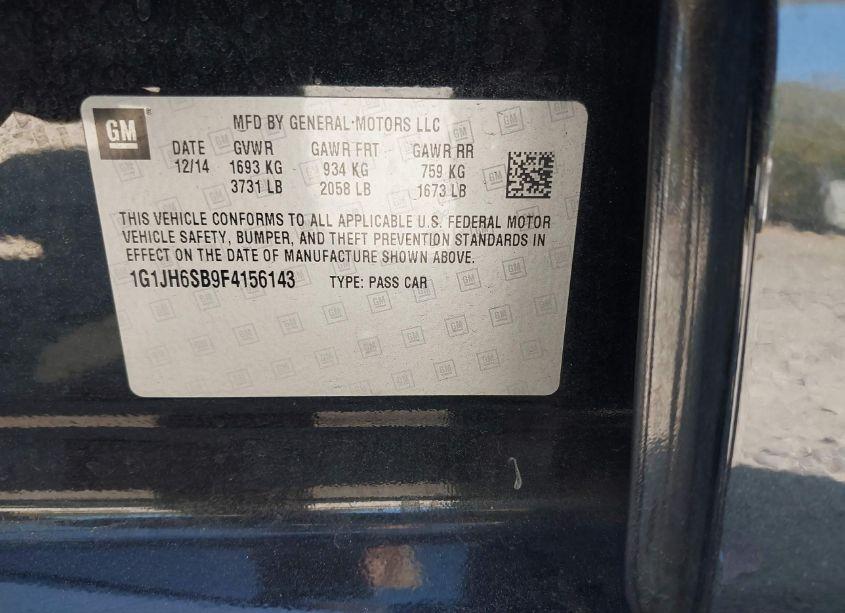 GM
MFD BY GENERAL MOTORS LLC
DATE GVWR GAWR FRT GAWR RR
12/14 1693 KG 934 KG 759 KG
3731 LB 2058 LB 1673 LB
THIS VEHICLE CONFORMS TO ALL APPLICABLE U.S. FEDERAL MOTOR
VEHICLE SAFETY, BUMPER, AND THEFT PREVENTION STANDARDS IN
EFFECT ON THE DATE OF MANUFACTURE SHOWN ABOVE.
1G1JH6SB9F4156143 TYPE: PASS CAR